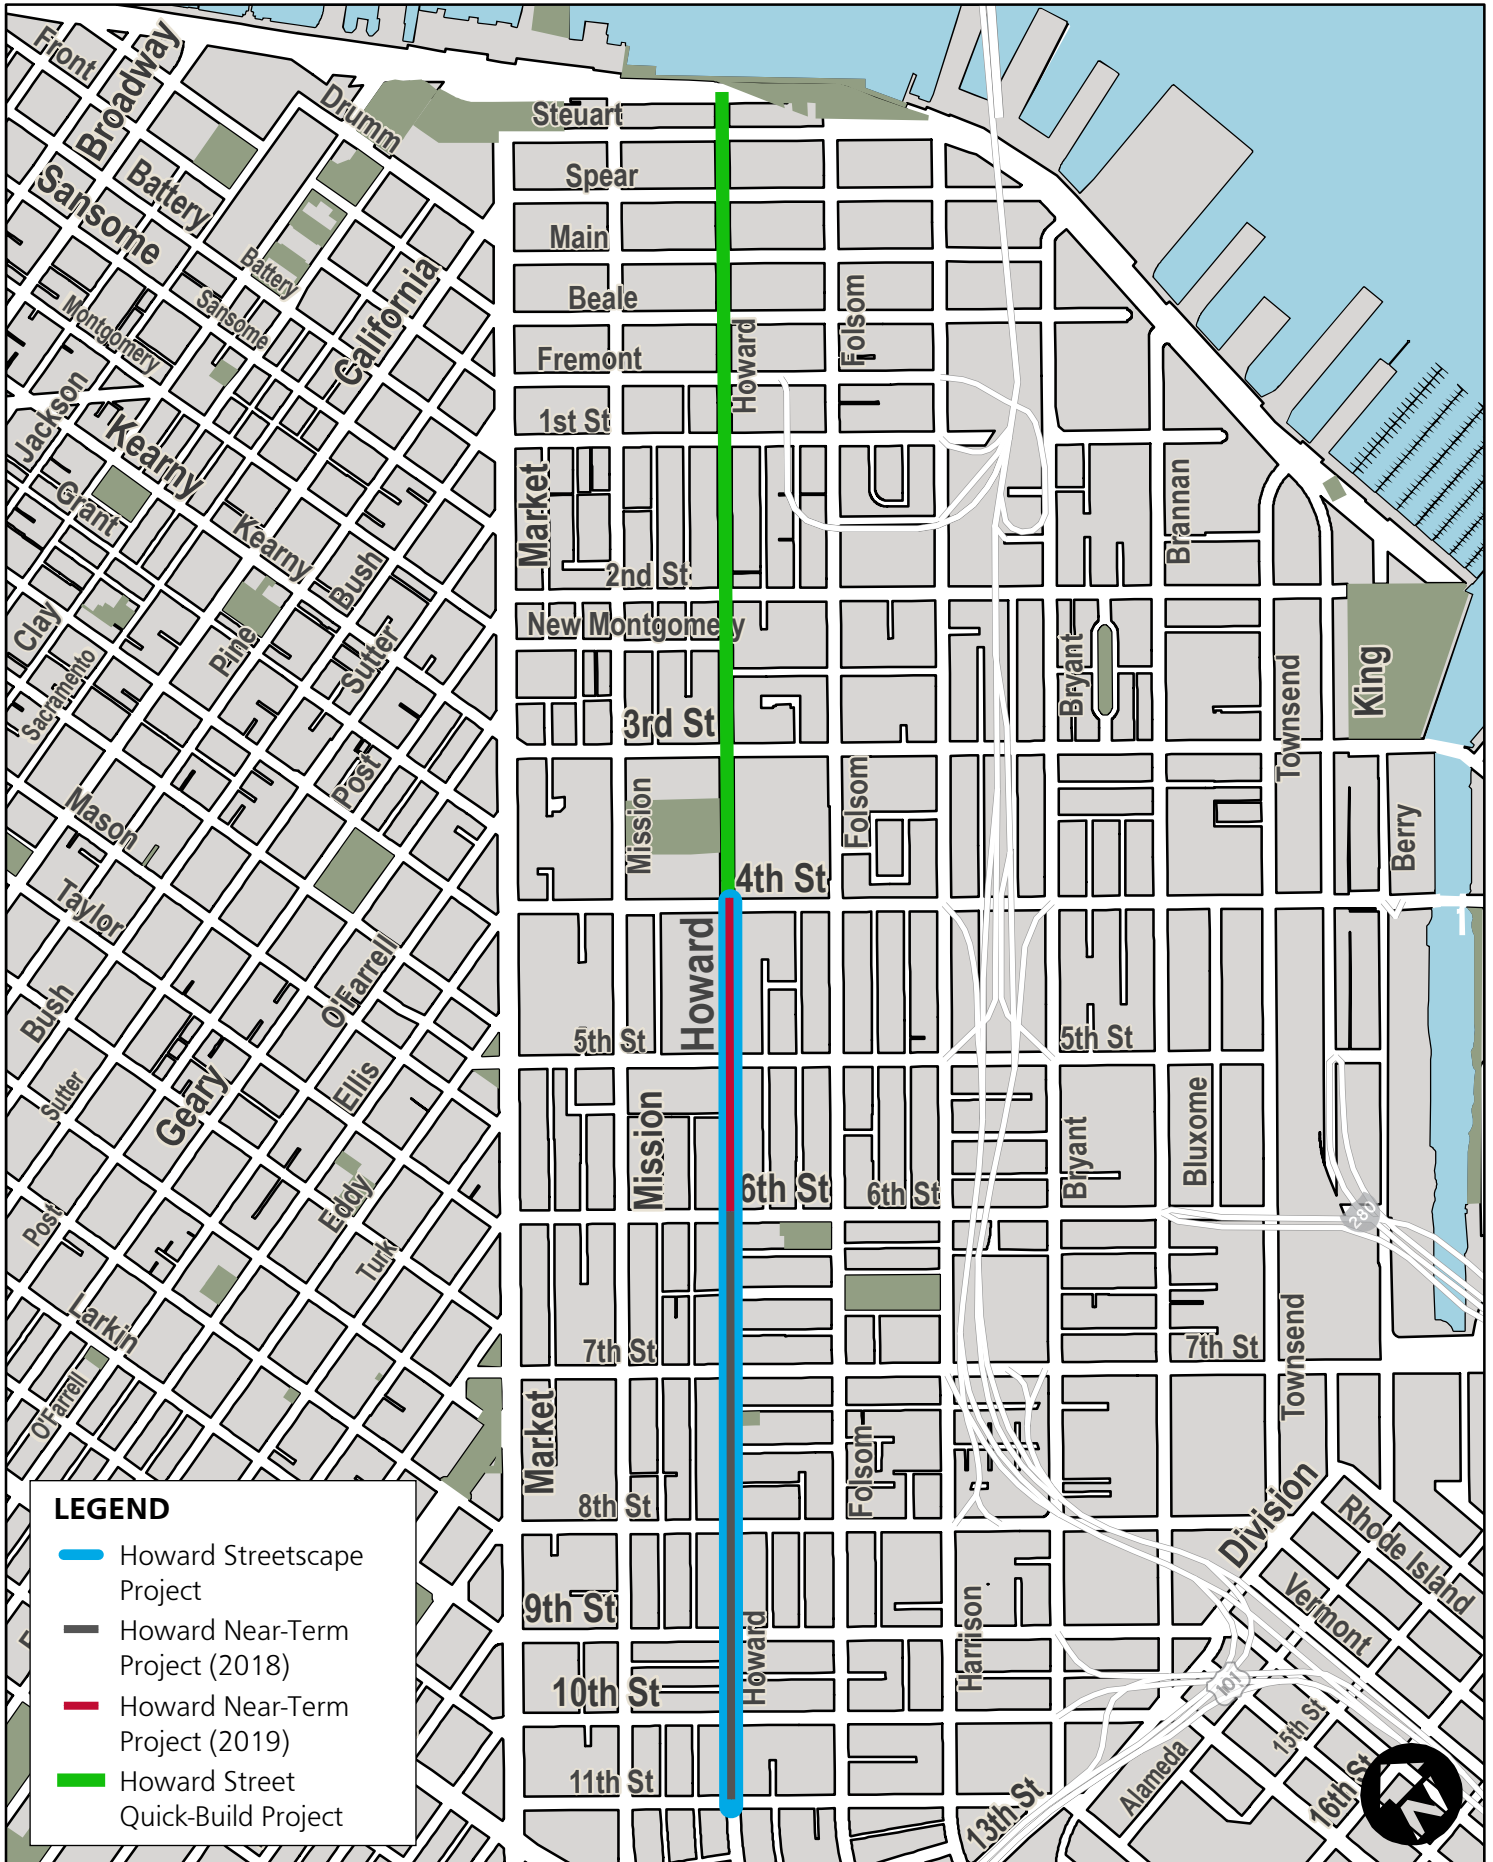 Front
Broadway
Drumm
Steuart
Battery
Spear
Sansome
Main
Battery
Beale
Sansome
Montgomery
California
Folsom
Howard
Fremont
1st St
Jackson
Kearny
Market
Brannan
Grant
Kearny
Bush
2nd St
New Montgomery
Clay
Pine
Sutter
Sacramento
Bryant
Townsend
King
3rd St
Post
Mason
Mission
Folsom
Berry
4th St
Taylor
Howard
O'Farrell
Bush
5th St
5th St
Sutter
Geary
Ellis
Mission
Bryant
Bluxome
6th St
6th St
Eddy
Post
Turk
280
Larkin
7th St
7th St
Townsend
O'Farrell
Market
Folsom
8th St
Division
Rhode Island
Vermont
9th St
Howard
Harrison
10th St
101
15th St
11th St
Alameda
16th St
13th St
LEGEND
Howard Streetscape
Project
Howard Near-Term
Project (2018)
Howard Near-Term
Project (2019)
Howard Street
Quick-Build Project
N